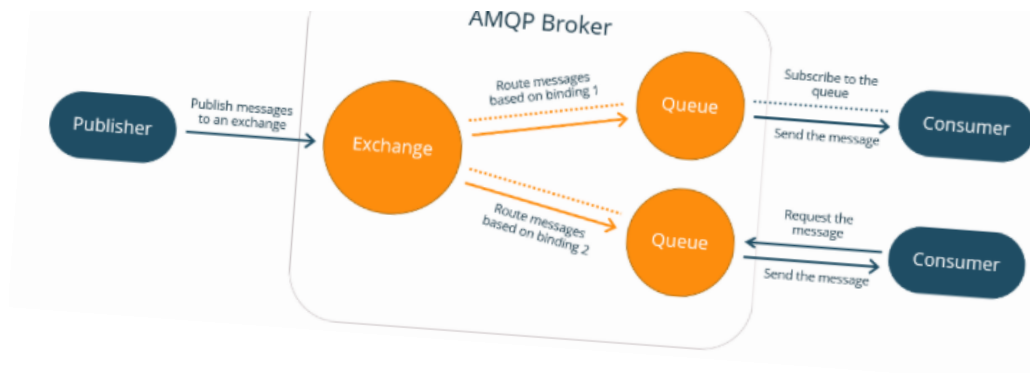 AMQP Broker
Publisher
Publish messages
to an exchange
Exchange
Route messages
based on binding 1
Route messages
based on binding 2
Queue
Queue
Subscribe to the
queue
Send the message
Consumer
Request the
message
Send the message
Consumer